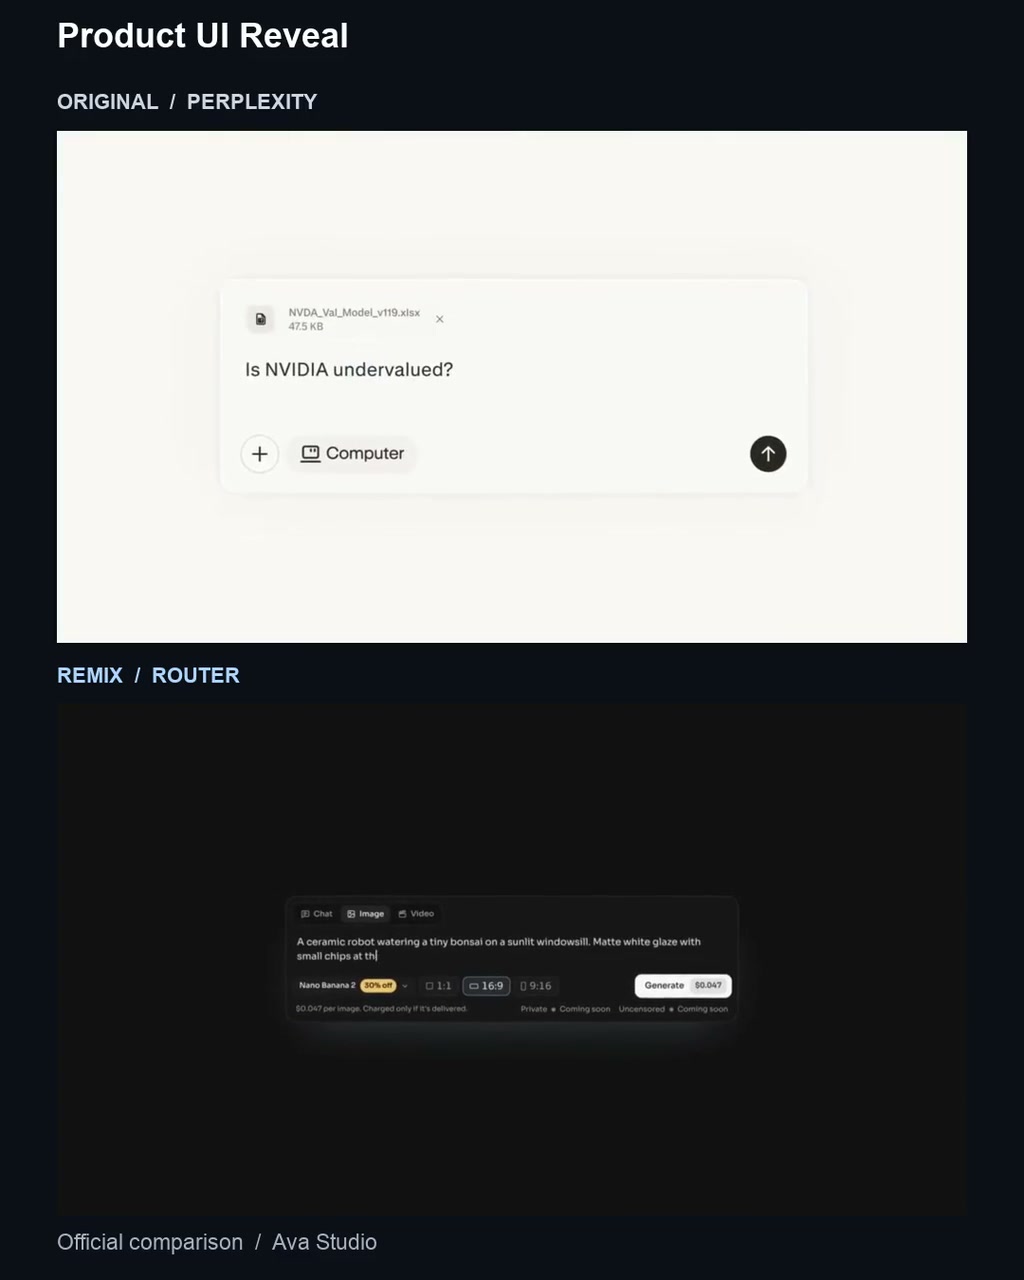 Product UI Reveal
ORIGINAL / PERPLEXITY
NVDA_Val_Model_v119.xlsx
47.5 KB
Is NVIDIA undervalued?
Computer
REMIX / ROUTER
Chat Image Video
A ceramic robot watering a tiny bonsai on a sunlit windowsill. Matte white glaze with
small chips at th
Nano Banana 2 30% off 1:1 16:9 9:16 Generate $0.047
$0.047 per image. Charged only if it's delivered. Private Coming soon Uncensored Coming soon
Official comparison / Ava Studio